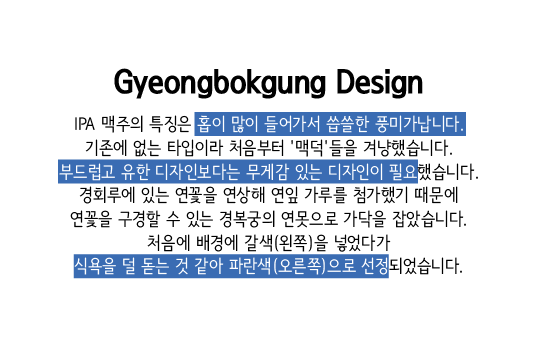 Gyeongbokgung Design
IPA 맥주의 특징은 홉이 많이 들어가서 씁쓸한 풍미가납니다.
기존에 없는 타입이라 처음부터 '맥덕'들을 겨냥했습니다.
부드럽고 유한 디자인보다는 무게감 있는 디자인이 필요했습니다.
경회루에 있는 연꽃을 연상해 연잎 가루를 첨가했기 때문에
연꽃을 구경할 수 있는 경복궁의 연못으로 가닥을 잡았습니다.
처음에 배경에 갈색(왼쪽)을 넣었다가
식욕을 덜 돋는 것 같아 파란색(오른쪽)으로 선정되었습니다.